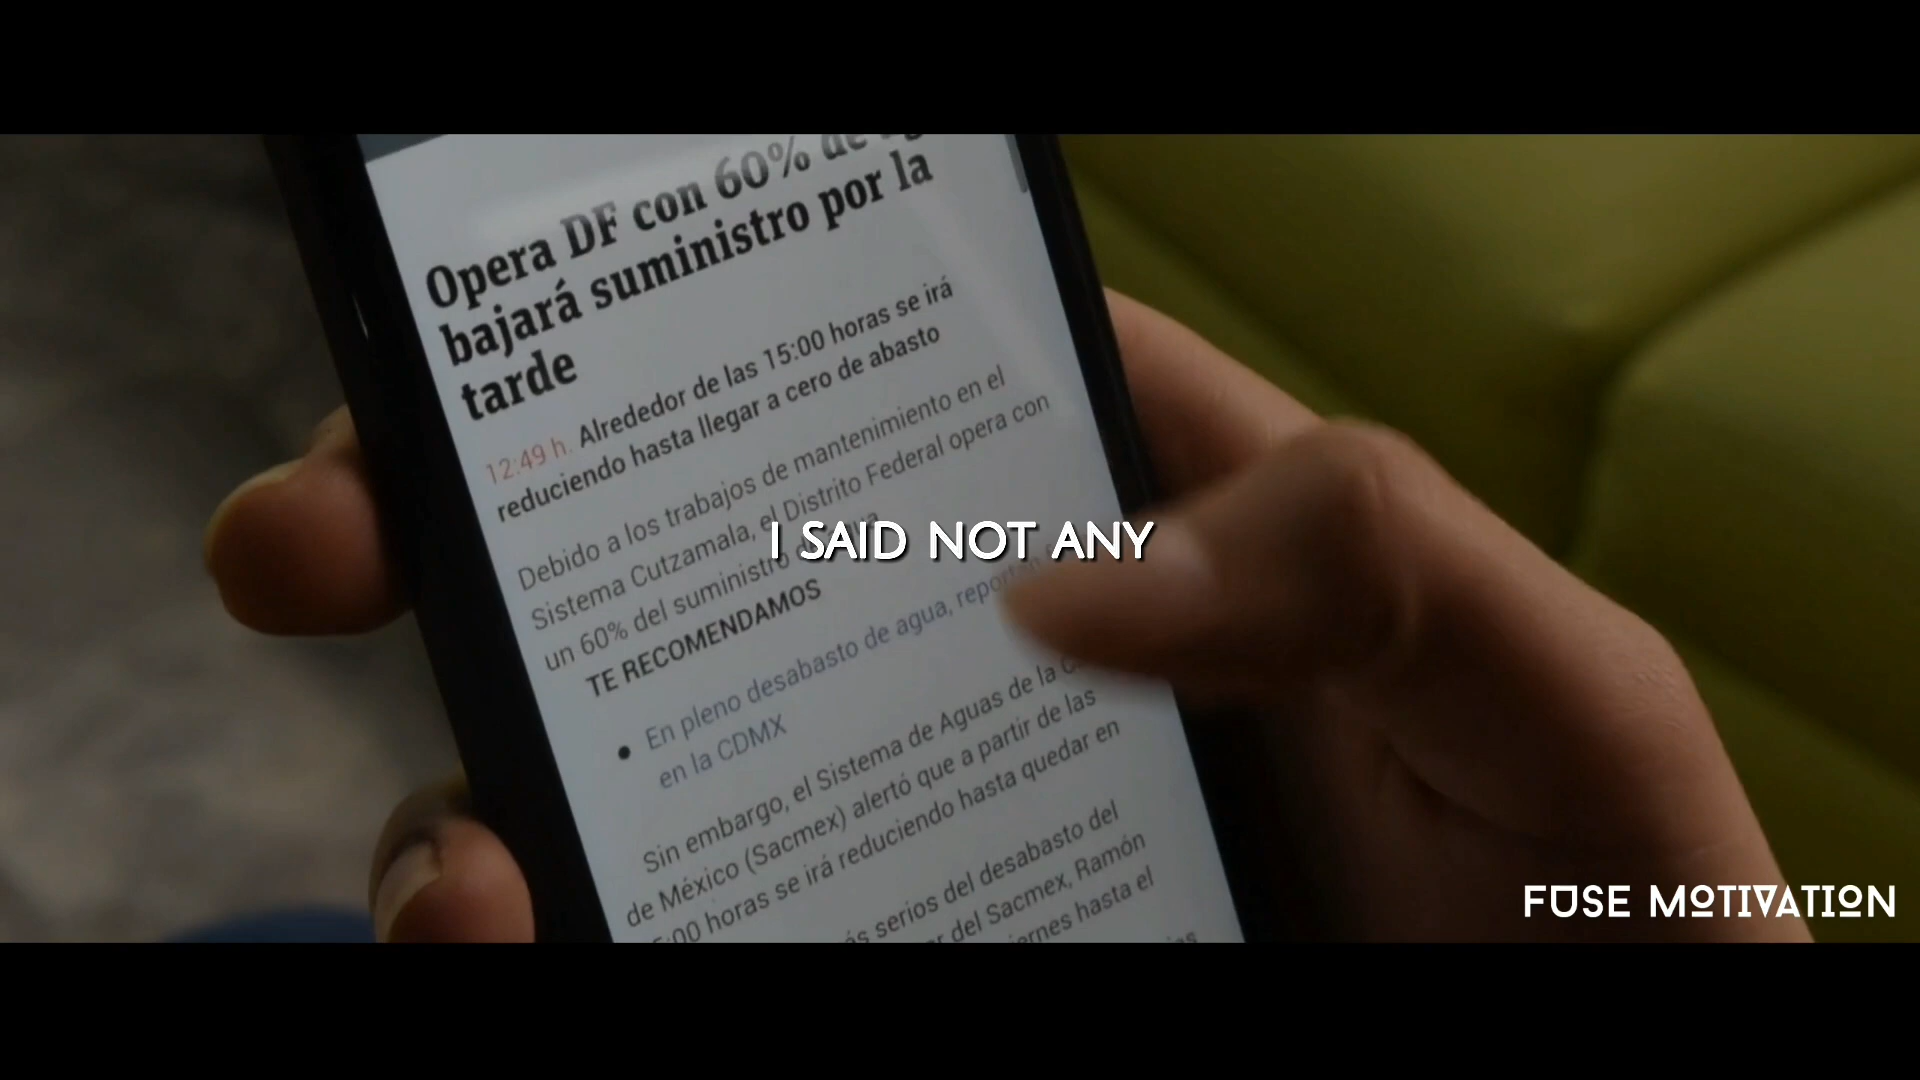 Opera DF con 60% de
bajará suministro por la
tarde
12:49 h. Alrededor de las 15:00 horas se irá
reduciendo hasta llegar a cero de abasto
Debido a los trabajos de mantenimiento en el
Sistema Cutzamala, el Distrito Federal opera con
un 60% del suministro
I SAID NOT ANY
TE RECOMENDAMOS
• En pleno desabasto de agua,
en la CDMX
Sin embargo, el Sistema de Aguas de la
de México (Sacmex) alertó que a partir de las
:00 horas se irá reduciendo hasta quedar en
serios del desabasto del
del Sacmex, Ramón
hasta el
FUSE MOTIVATION